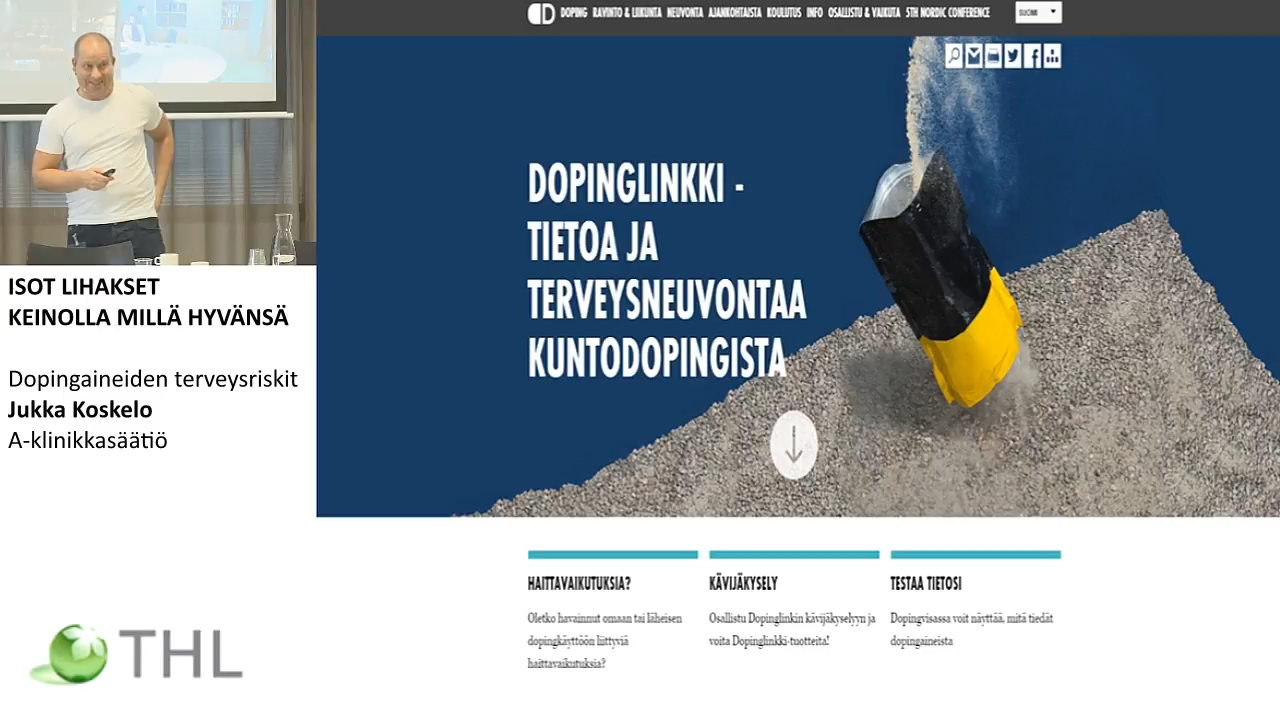 DOPING RAVINTO & LIIKUNTA NEUVONTA AJANKOHTAISTA KOULUTUS INFO OSALLISTU & VAIKUTA 5TH NORDIC CONFERENCE
SUOMI
DOPINGLINKKI -
TIETOA JA
TERVEYSNEUVONTAA
KUNTODOPINGISTA
ISOT LIHAKSET
KEINOLLA MILLÄ HYVÄNSÄ
Dopingaineiden terveysriskit
Jukka Koskelo
A-klinikkasäätiö
HAITTAVAIKUTUKSIA?
Oletko havainnut omaan tai läheisen
dopingkäyttöön liittyviä
haittavaikutuksia?
KÄVIJÄKYSELY
Osallistu Dopinglinkin kävijäkyselyyn ja
voita Dopinglinkki-tuotteita!
TESTAA TIETOSI
Dopingvisassa voit näyttää, mitä tiedät
dopingaineista
THL